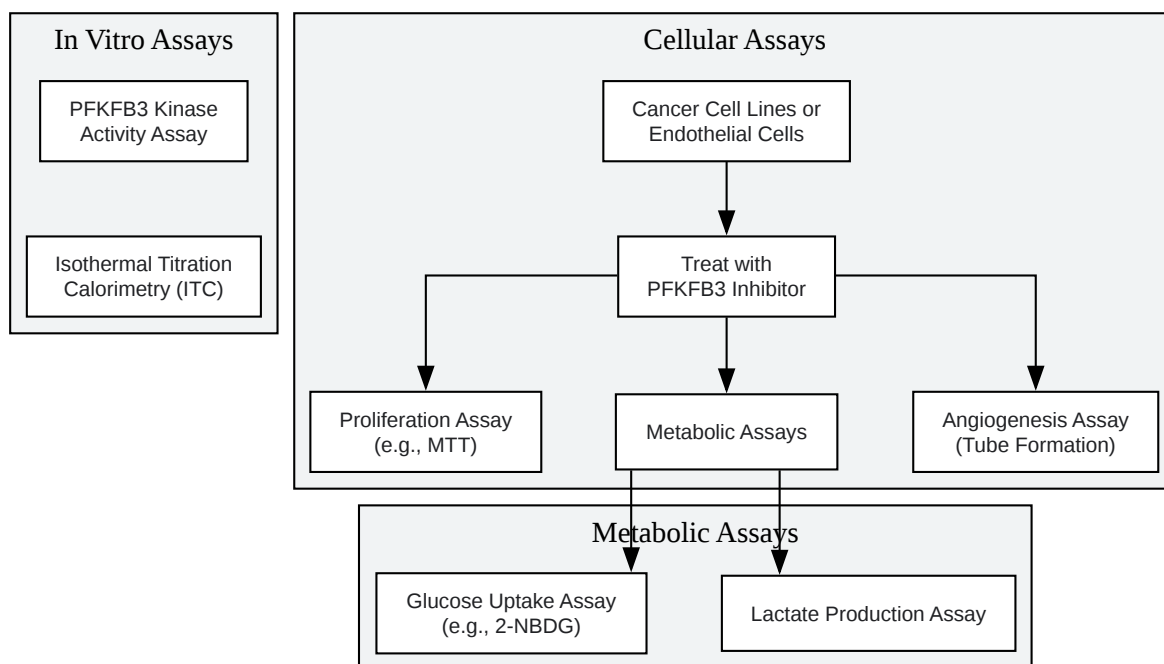 In Vitro Assays
PFKFB3 Kinase
Activity Assay
Isothermal Titration
Calorimetry (ITC)
Cellular Assays
Cancer Cell Lines or
Endothelial Cells
Treat with
PFKFB3 Inhibitor
Proliferation Assay
(e.g., MTT)
Metabolic Assays
Angiogenesis Assay
(Tube Formation)
Metabolic Assays
Glucose Uptake Assay
(e.g., 2-NBDG)
Lactate Production Assay